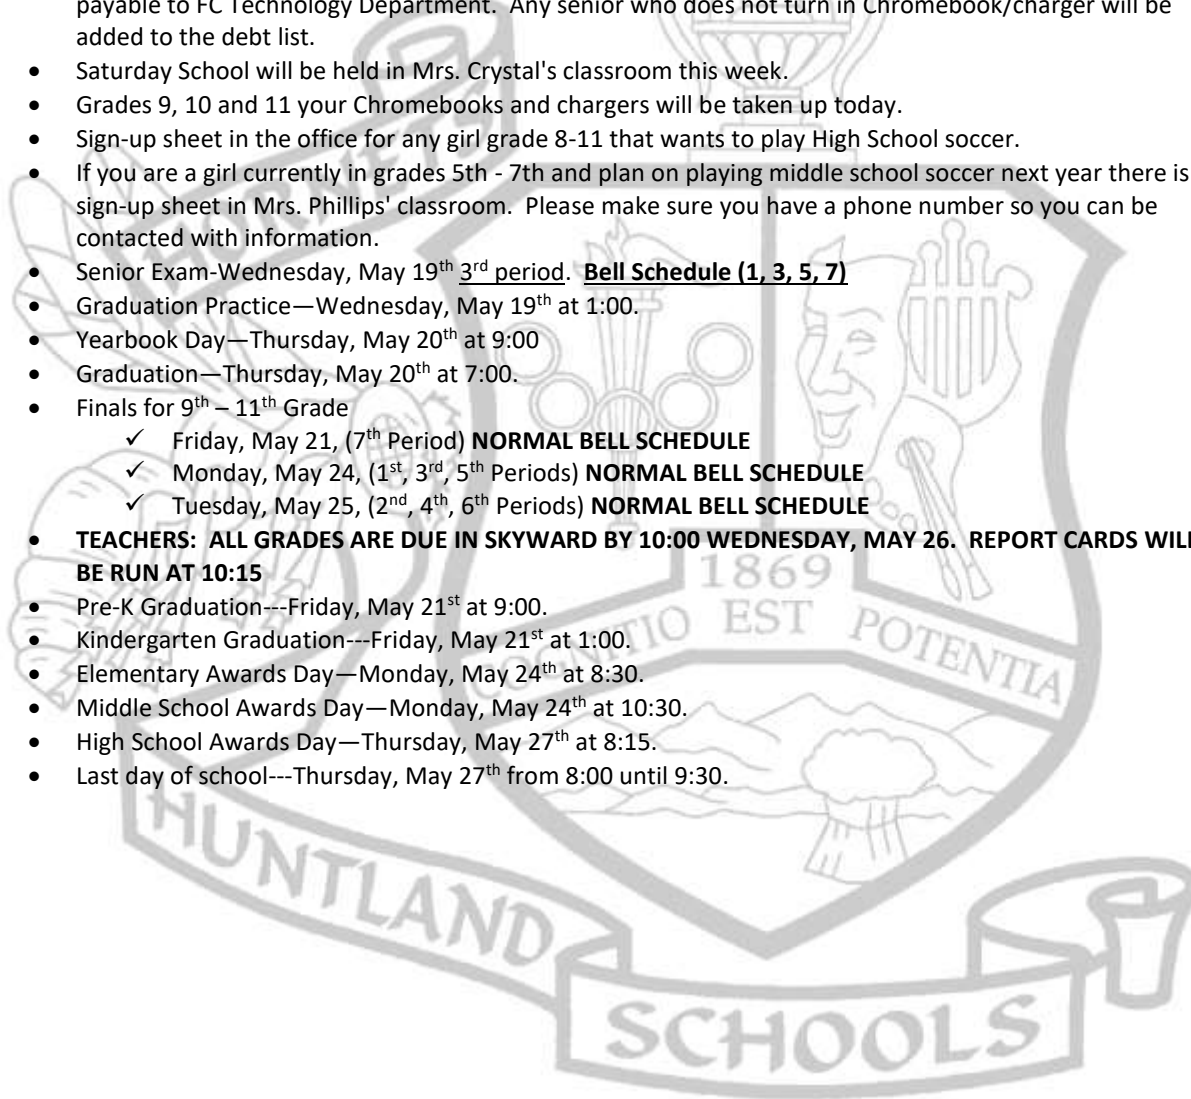 payable to FC Technology Department. Any senior who does not turn in Chromebook/charger will be
added to the debt list.
• Saturday School will be held in Mrs. Crystal's classroom this week.
• Grades 9, 10 and 11 your Chromebooks and chargers will be taken up today.
• Sign-up sheet in the office for any girl grade 8-11 that wants to play High School soccer.
• If you are a girl currently in grades 5th - 7th and plan on playing middle school soccer next year there is
sign-up sheet in Mrs. Phillips' classroom. Please make sure you have a phone number so you can be
contacted with information.
• Senior Exam-Wednesday, May 19th 3rd period. Bell Schedule (1, 3, 5, 7)
• Graduation Practice—Wednesday, May 19th at 1:00.
• Yearbook Day—Thursday, May 20th at 9:00
• Graduation—Thursday, May 20th at 7:00.
• Finals for 9th – 11th Grade
✓ Friday, May 21, (7th Period) NORMAL BELL SCHEDULE
✓ Monday, May 24, (1st, 3rd, 5th Periods) NORMAL BELL SCHEDULE
✓ Tuesday, May 25, (2nd, 4th, 6th Periods) NORMAL BELL SCHEDULE
• TEACHERS: ALL GRADES ARE DUE IN SKYWARD BY 10:00 WEDNESDAY, MAY 26. REPORT CARDS WILL
BE RUN AT 10:15
• Pre-K Graduation---Friday, May 21st at 9:00.
• Kindergarten Graduation---Friday, May 21st at 1:00.
• Elementary Awards Day—Monday, May 24th at 8:30.
• Middle School Awards Day—Monday, May 24th at 10:30.
• High School Awards Day—Thursday, May 27th at 8:15.
• Last day of school---Thursday, May 27th from 8:00 until 9:30.
HORNETS
1869
COGNITIO EST POTENTIA
HUNTLAND
SCHOOLS